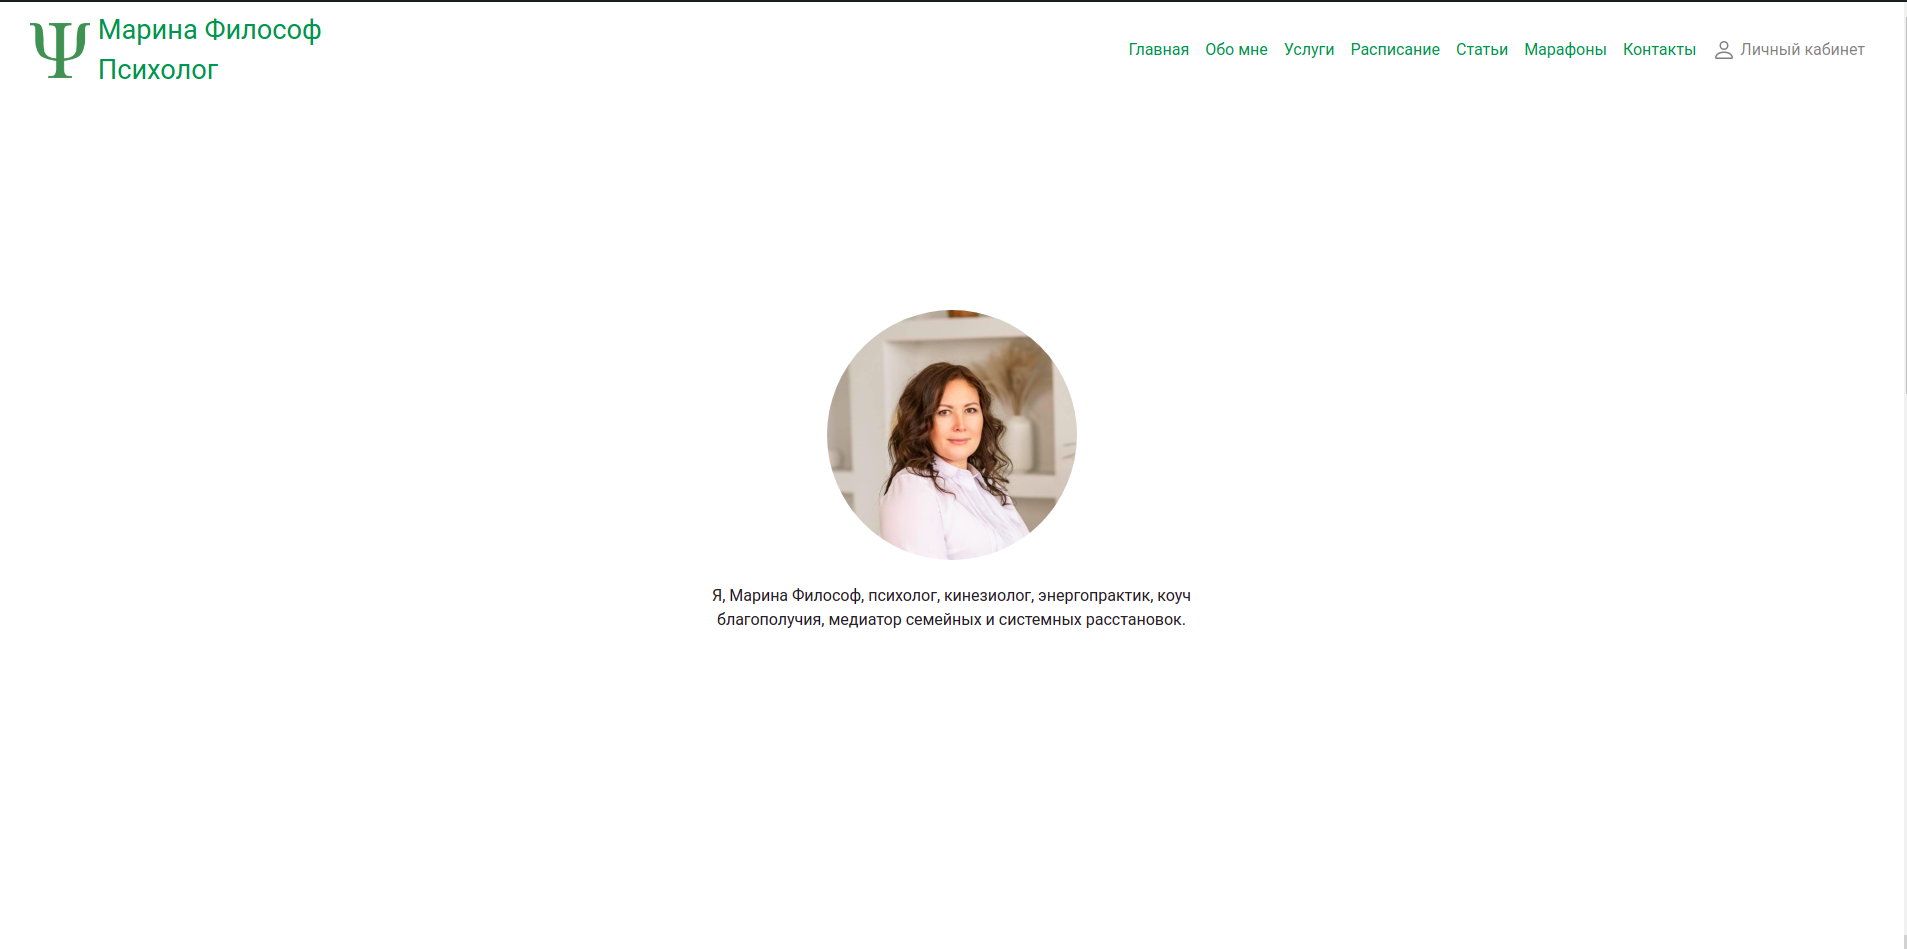 Ψ Марина Философ
Психолог
Главная Обо мне Услуги Расписание Статьи Марафоны Контакты Личный кабинет
Я, Марина Философ, психолог, кинезиолог, энергопрактик, коуч
благополучия, медиатор семейных и системных расстановок.